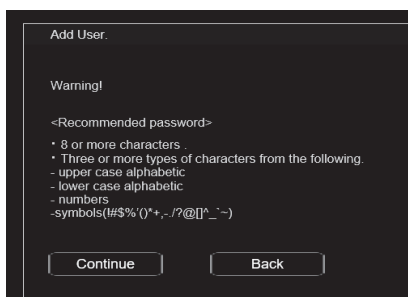 Add User.
Warning!
<Recommended password>
・8 or more characters .
・Three or more types of characters from the following.
- upper case alphabetic
- lower case alphabetic
- numbers
-symbols(!#$%'()*+,-./?@[]^_`~)
Continue
Back